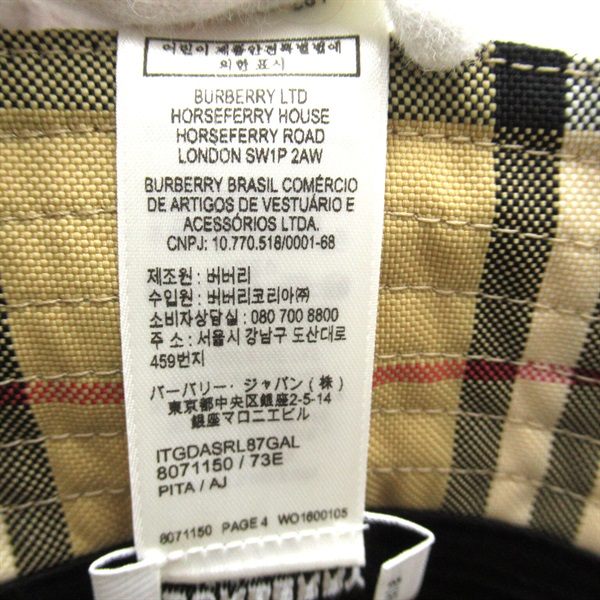 어린이 제품안전특별법에
의한 표시
BURBERRY LTD
HORSEFERRY HOUSE
HORSEFERRY ROAD
LONDON SW1P 2AW
BURBERRY BRASIL COMÉRCIO
DE ARTIGOS DE VESTUÁRIO E
ACESSÓRIOS LTDA.
CNPJ: 10.770.518/0001-68
제조원 : 버버리
수입원 : 버버리코리아㈜
소비자상담실 : 080 700 8800
주 소 : 서울시 강남구 도산대로
459번지
バーバリー・ジャパン(株)
東京都中央区銀座2-5-14
銀座マロニエビル
ITGDASRL87GAL
8071150 / 73E
PITA / AJ
8071150 PAGE 4 WO1600105